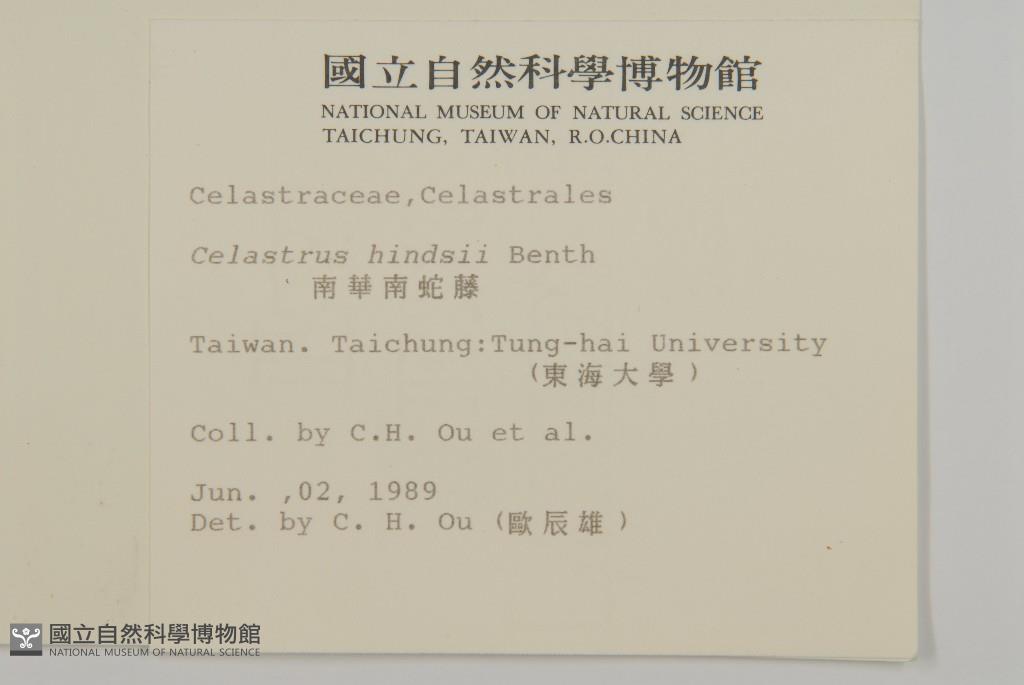 國立自然科學博物館
NATIONAL MUSEUM OF NATURAL SCIENCE
TAICHUNG, TAIWAN, R.O.CHINA
Celastraceae,Celastrales
Celastrus hindsii Benth
南華南蛇藤
Taiwan. Taichung:Tung-hai University
(東海大學)
Coll. by C.H. Ou et al.
Jun. ,02, 1989
Det. by C. H. Ou (歐辰雄)
國立自然科學博物館
NATIONAL MUSEUM OF NATURAL SCIENCE